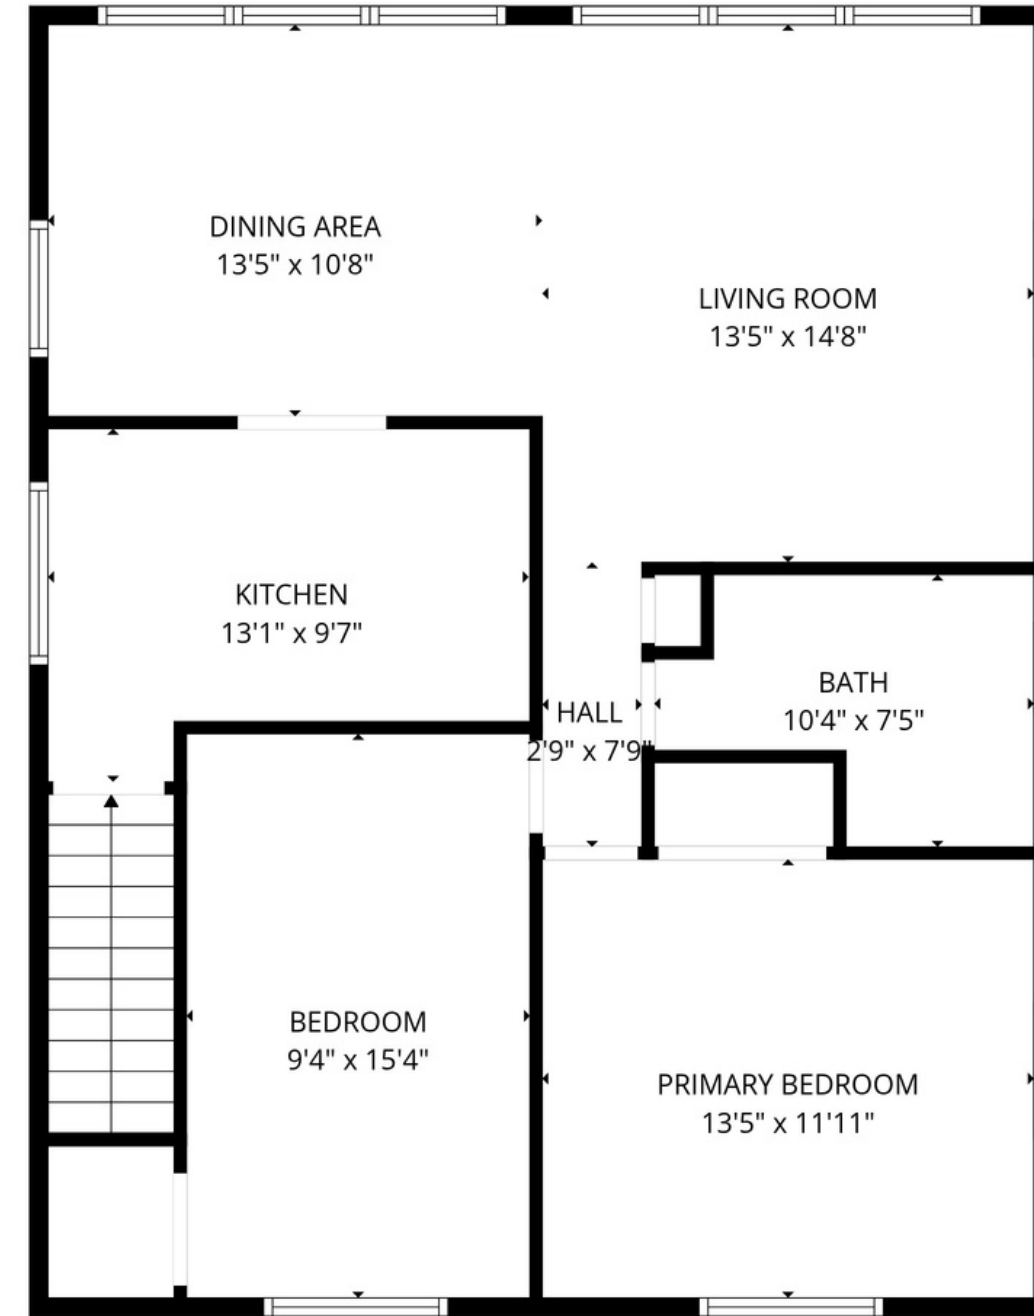 DINING AREA
13'5" x 10'8"
LIVING ROOM
13'5" x 14'8"
KITCHEN
13'1" x 9'7"
BATH
10'4" x 7'5"
HALL
2'9" x 7'9"
BEDROOM
9'4" x 15'4"
PRIMARY BEDROOM
13'5" x 11'11"